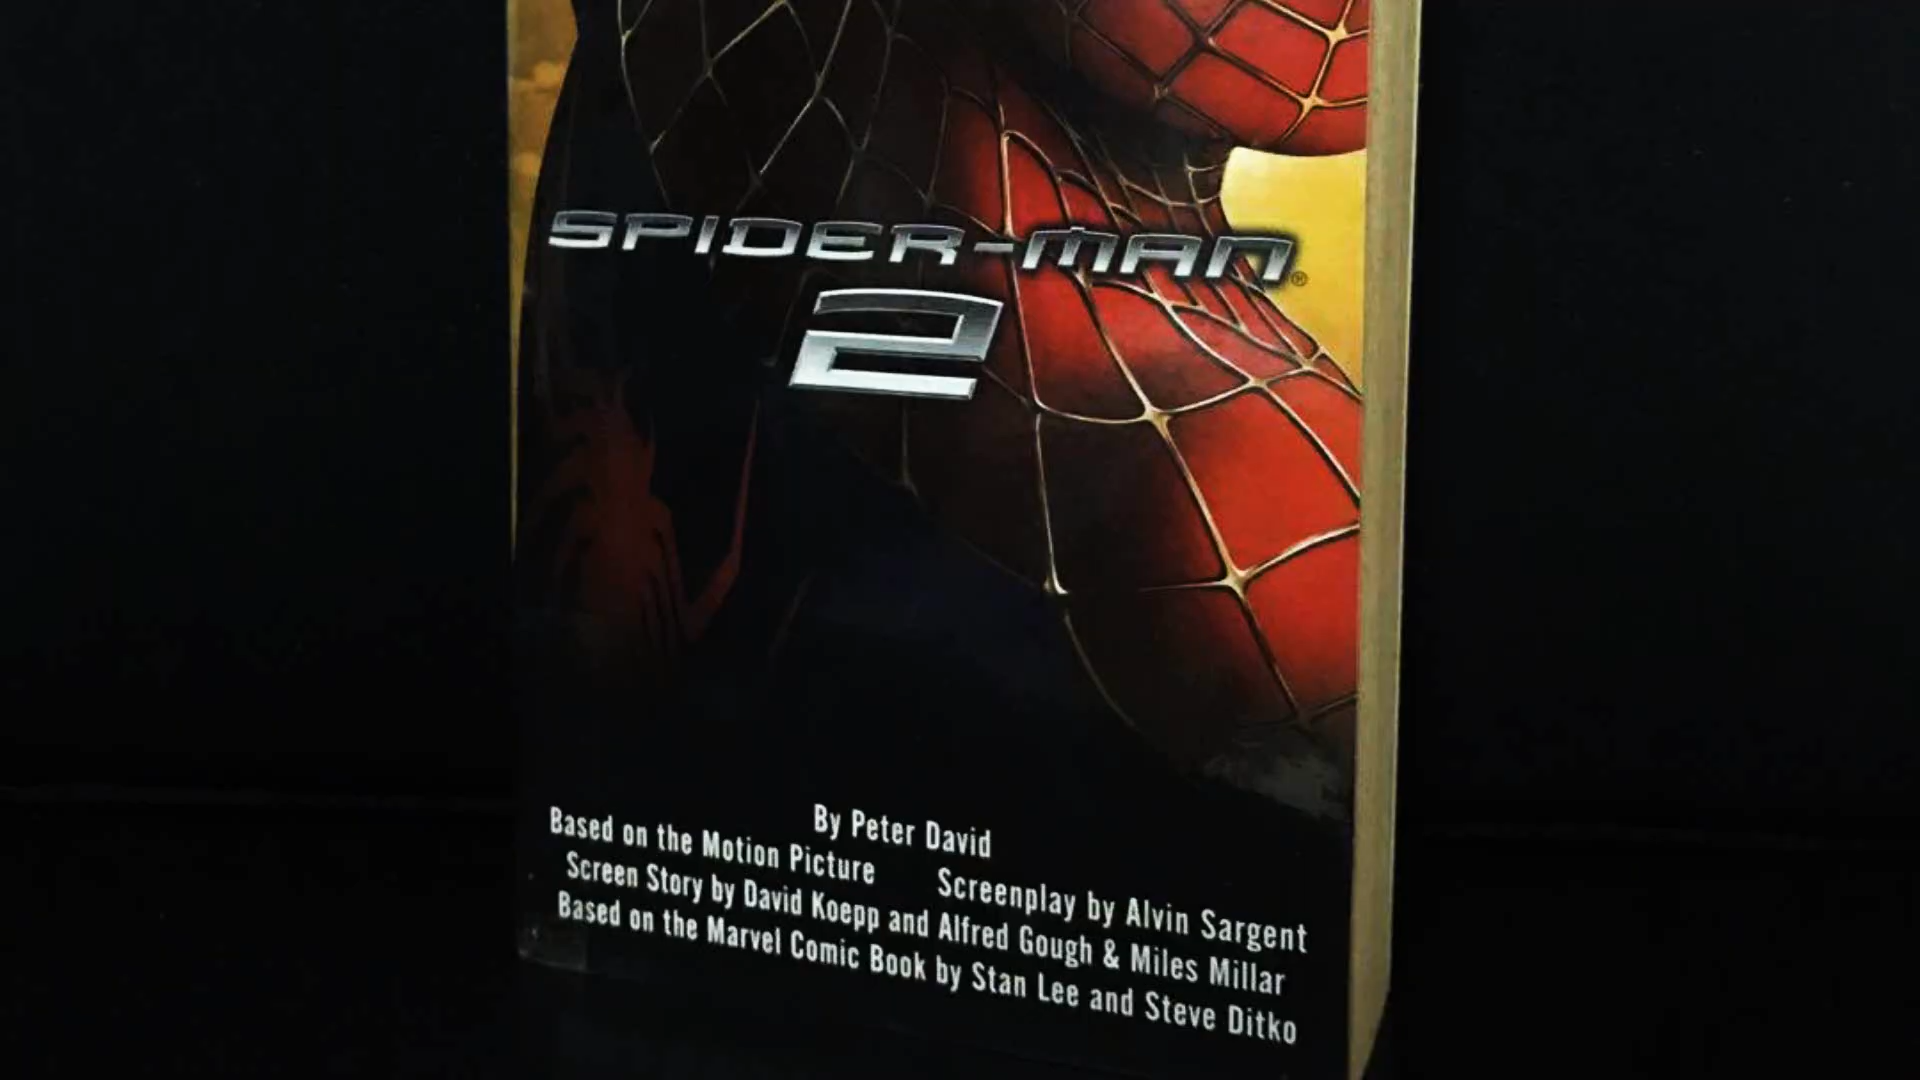 SPIDER-MAN®
2
By Peter David
Based on the Motion Picture Screenplay by Alvin Sargent
Screen Story by David Koepp and Alfred Gough & Miles Millar
Based on the Marvel Comic Book by Stan Lee and Steve Ditko